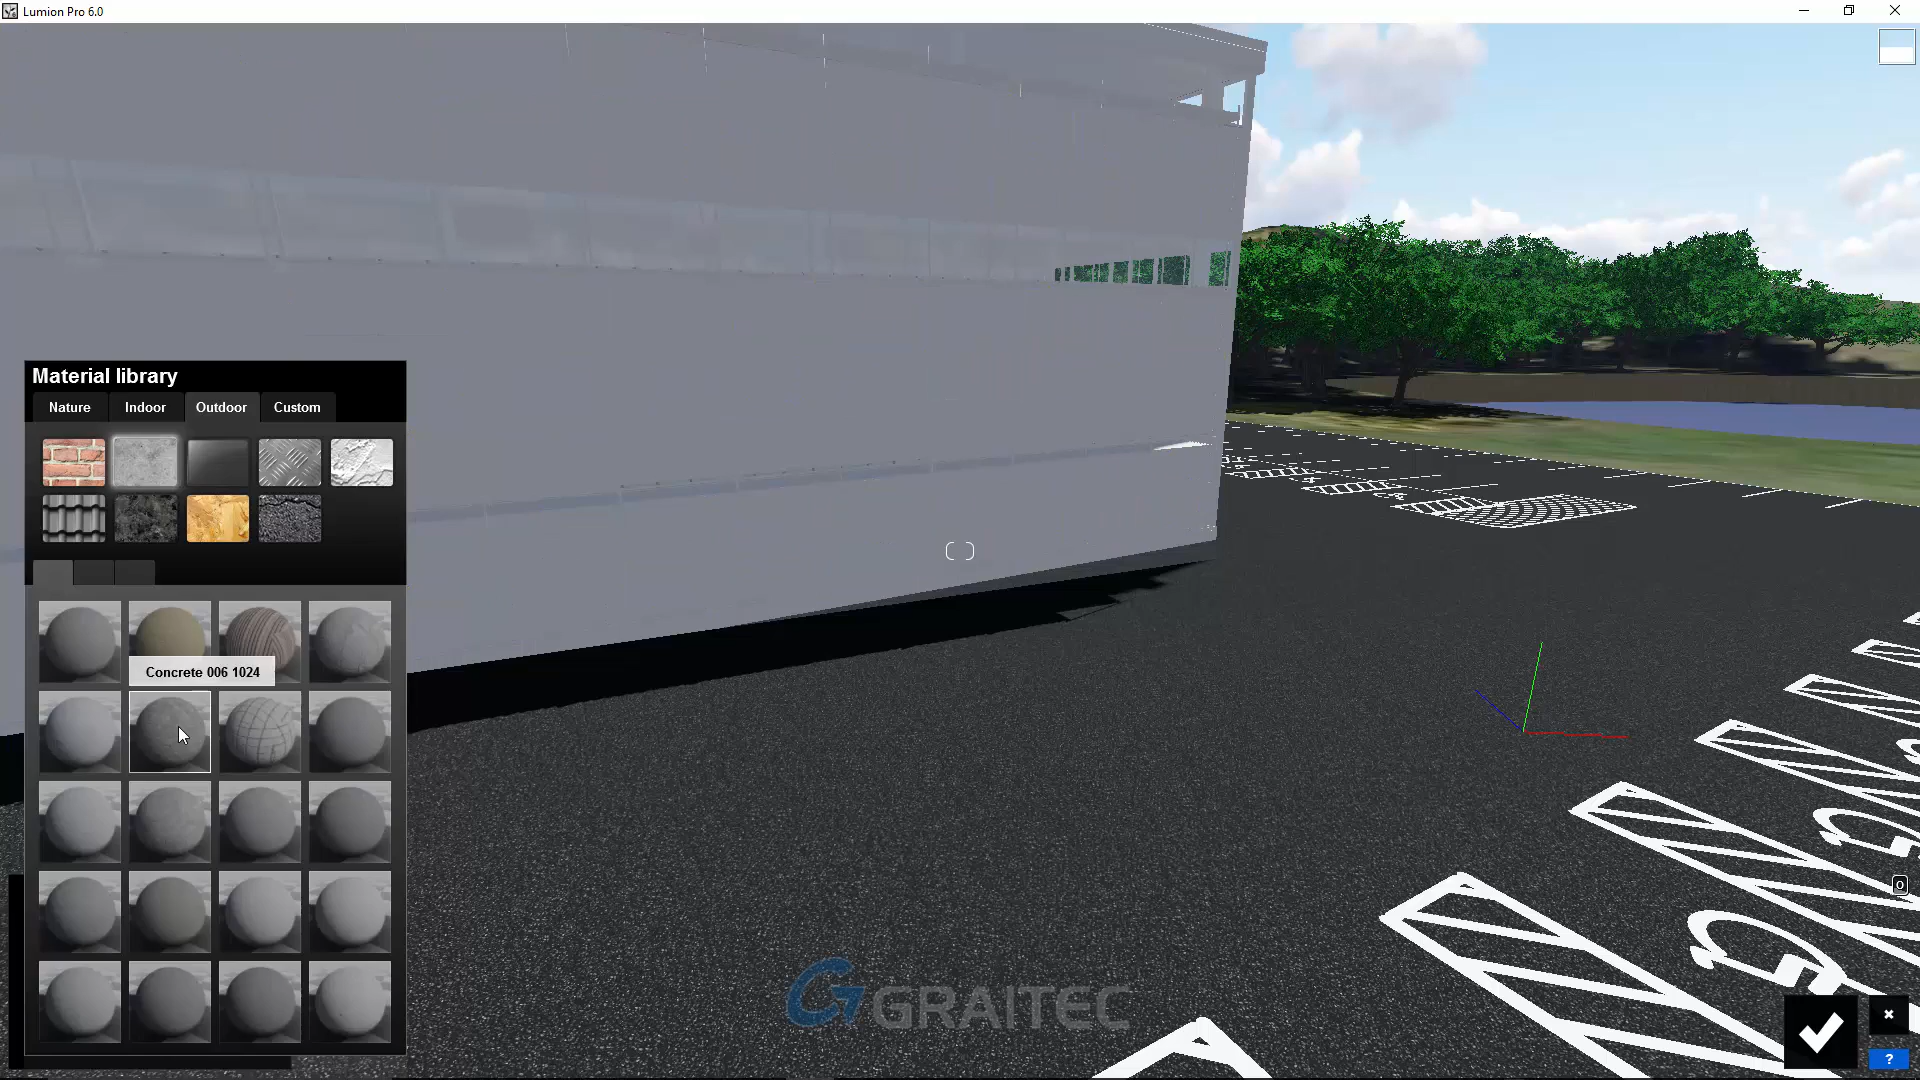 Lumion Pro 6.0
Material library
Nature Indoor Outdoor Custom
Concrete 006 1024
GRAITEC
?